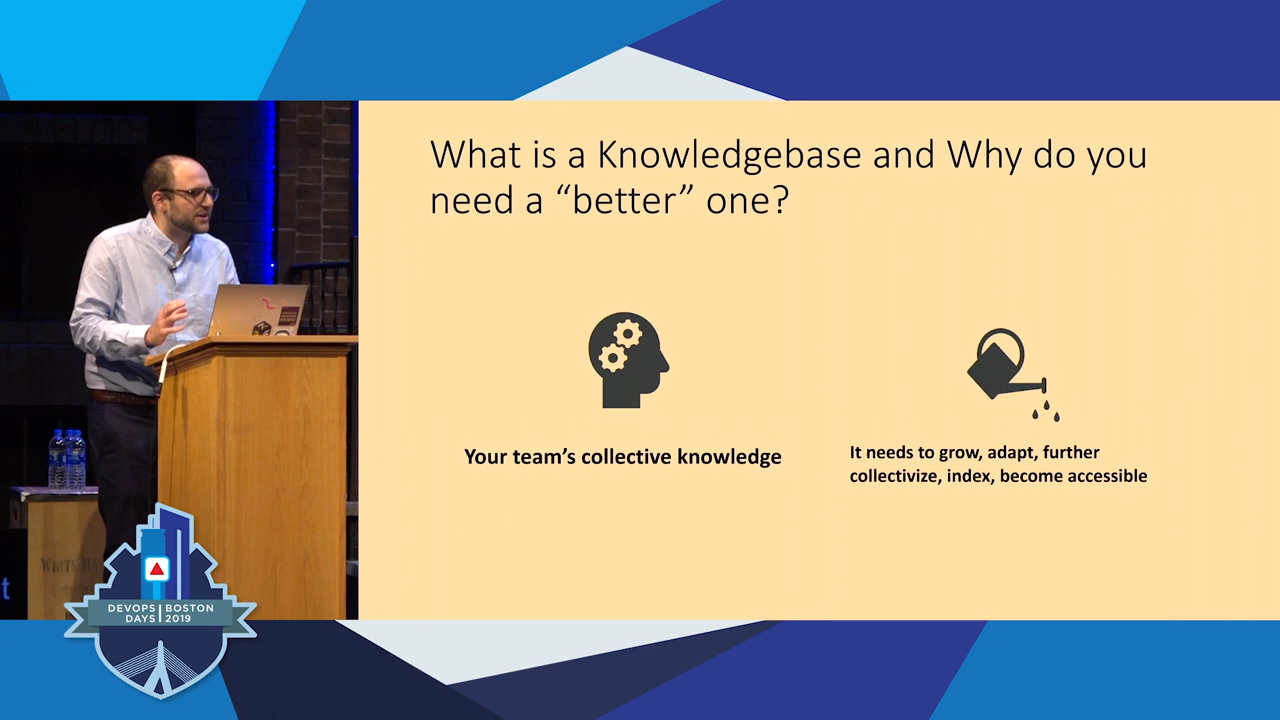 What is a Knowledgebase and Why do you
need a “better” one?
Your team’s collective knowledge
It needs to grow, adapt, further
collectivize, index, become accessible
t
DEVOPS BOSTON
DAYS 2019